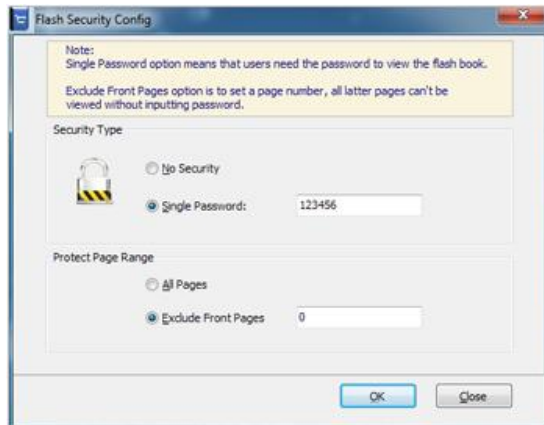 Flash Security Config
Note:
Single Password option means that users need the password to view the flash book.
Exclude Front Pages option is to set a page number, all latter pages can't be
viewed without inputting password.
Security Type
No Security
Single Password:
123456
Protect Page Range
All Pages
Exclude Front Pages
0
OK
Close